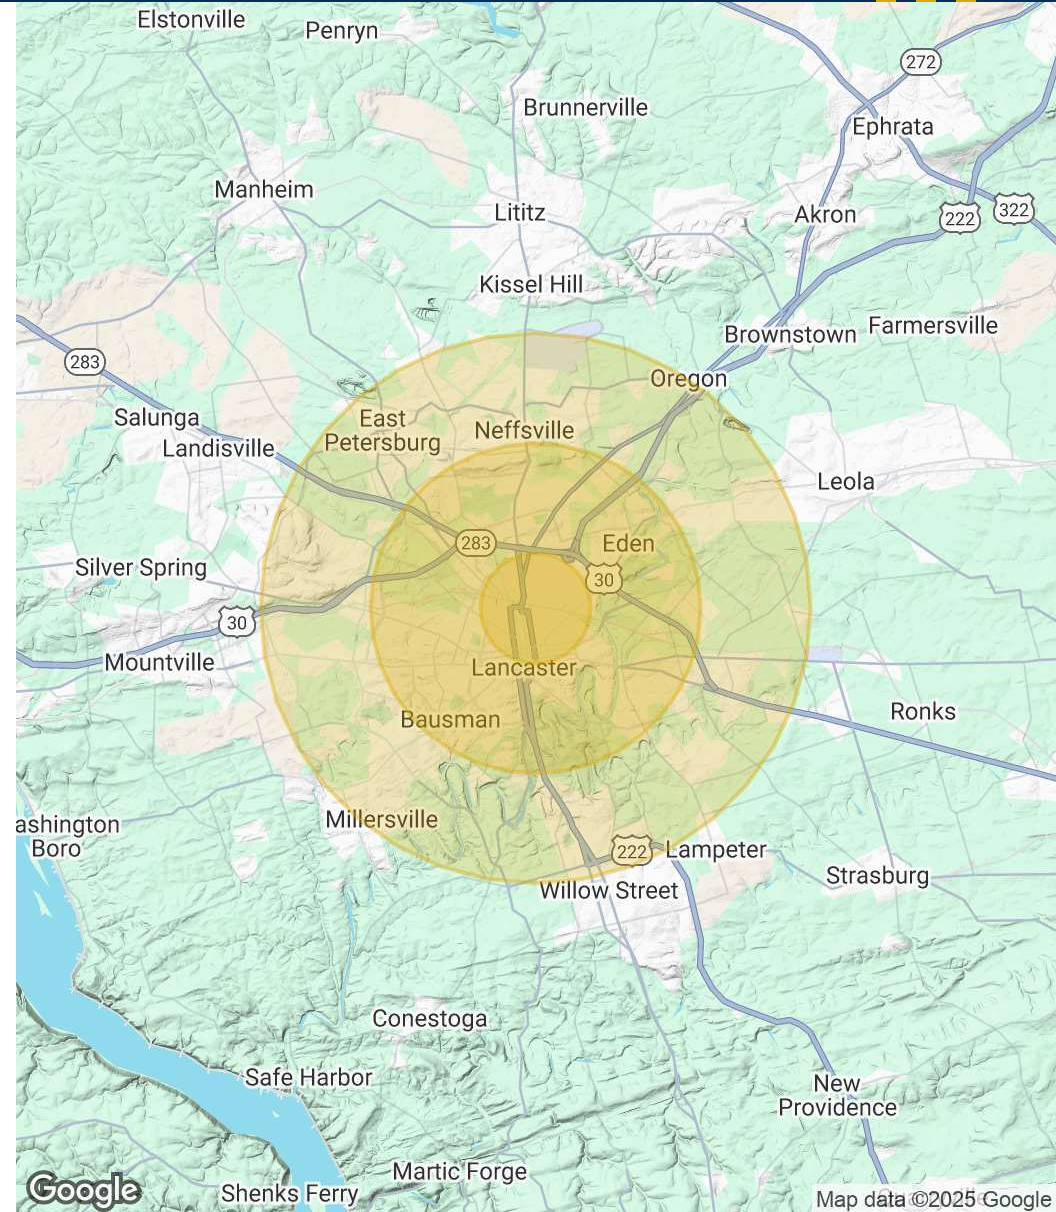 Elstonville
Penryn
272
Brunnerville
Ephrata
Manheim
Lititz
Akron
222
322
Kissel Hill
Brownstown
Farmersville
283
Oregon
Salunga
East
Petersburg
Neffsville
Landisville
Leola
283
Eden
Silver Spring
30
30
Mountville
Lancaster
Bausman
Ronks
ashington
Boro
Millersville
222
Lampeter
Strasburg
Willow Street
Conestoga
Safe Harbor
New
Providence
Martic Forge
Shenks Ferry
Google
Map data ©2025 Google